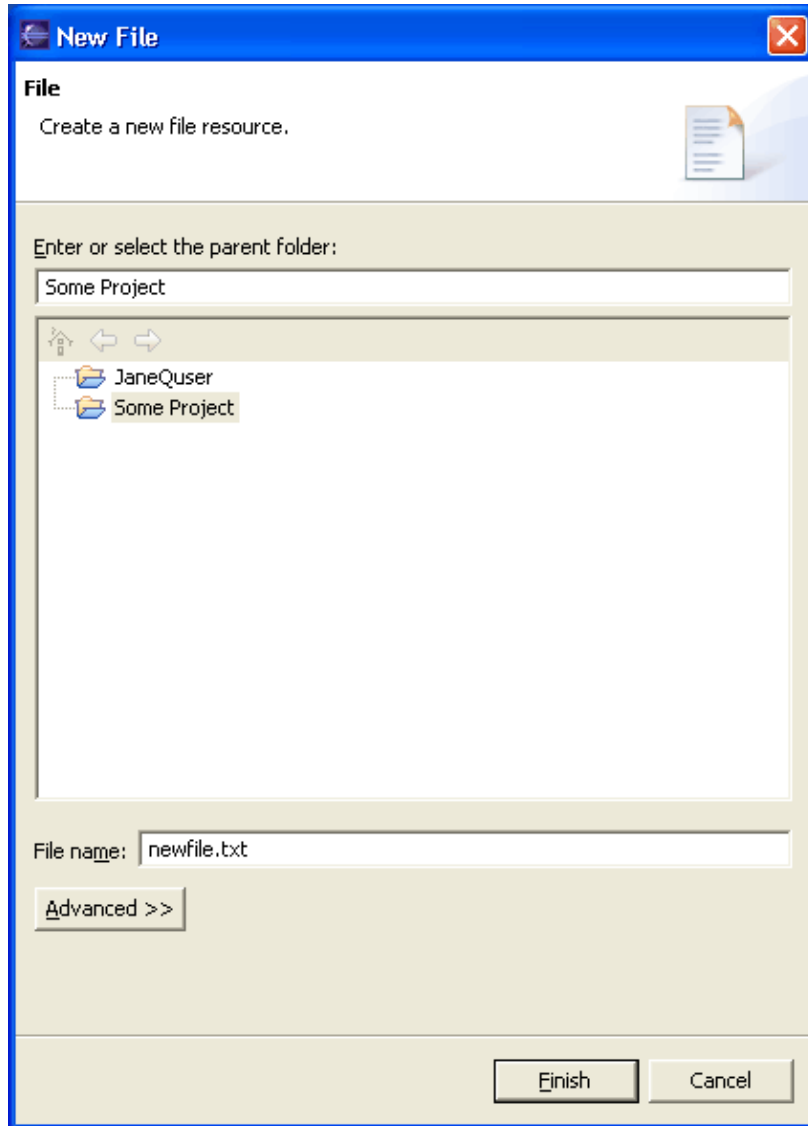 New File
File
Create a new file resource.
Enter or select the parent folder:
Some Project
JaneQuser
Some Project
File name: newfile.txt
Advanced >>
Finish Cancel